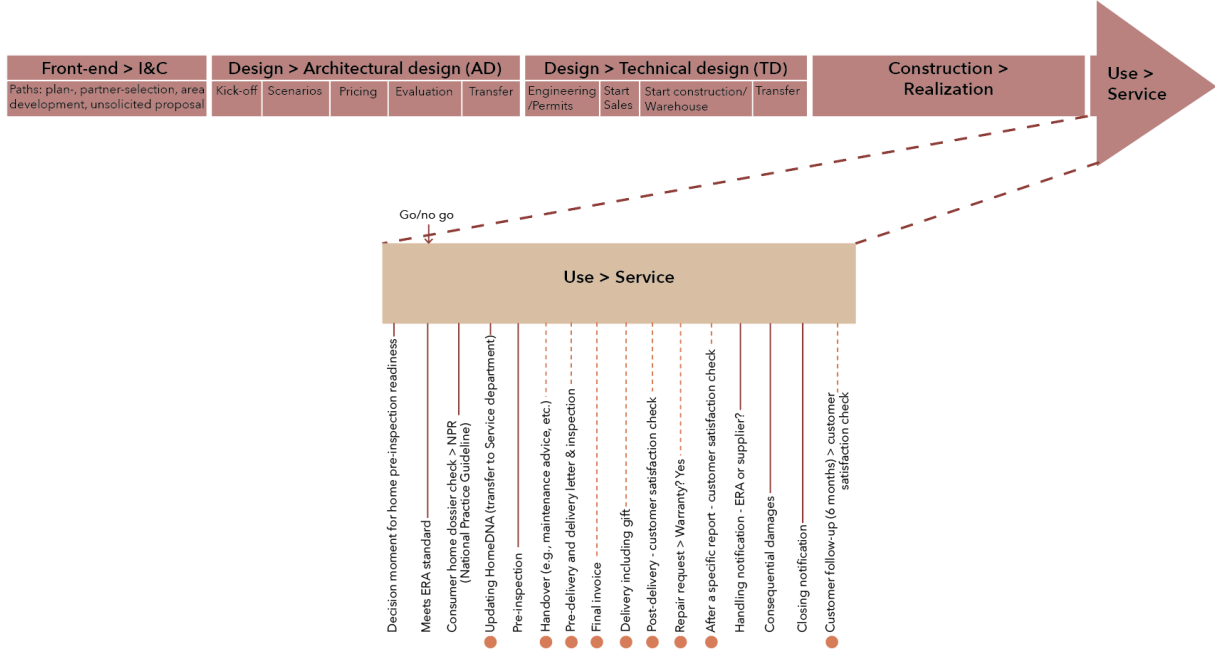 Front-end > I&C
Paths: plan-, partner-selection, area
development, unsolicited proposal
Design > Architectural design (AD)
Kick-off
Scenarios
Pricing
Evaluation
Transfer
Design > Technical design (TD)
Engineering
/Permits
Start
Sales
Start construction/
Warehouse
Transfer
Construction >
Realization
Use >
Service
Go/no go
Use > Service
Decision moment for home pre-inspection readiness
Meets ERA standard
Consumer home dossier check > NPR
(National Practice Guideline)
Updating HomeDNA (transfer to Service department)
Pre-inspection
Handover (e.g., maintenance advice, etc.)
Pre-delivery and delivery letter & inspection
Final invoice
Delivery including gift
Post-delivery - customer satisfaction check
Repair request > Warranty? Yes
After a specific report - customer satisfaction check
Handling notification - ERA or supplier?
Consequential damages
Closing notification
Customer follow-up (6 months) > customer
satisfaction check